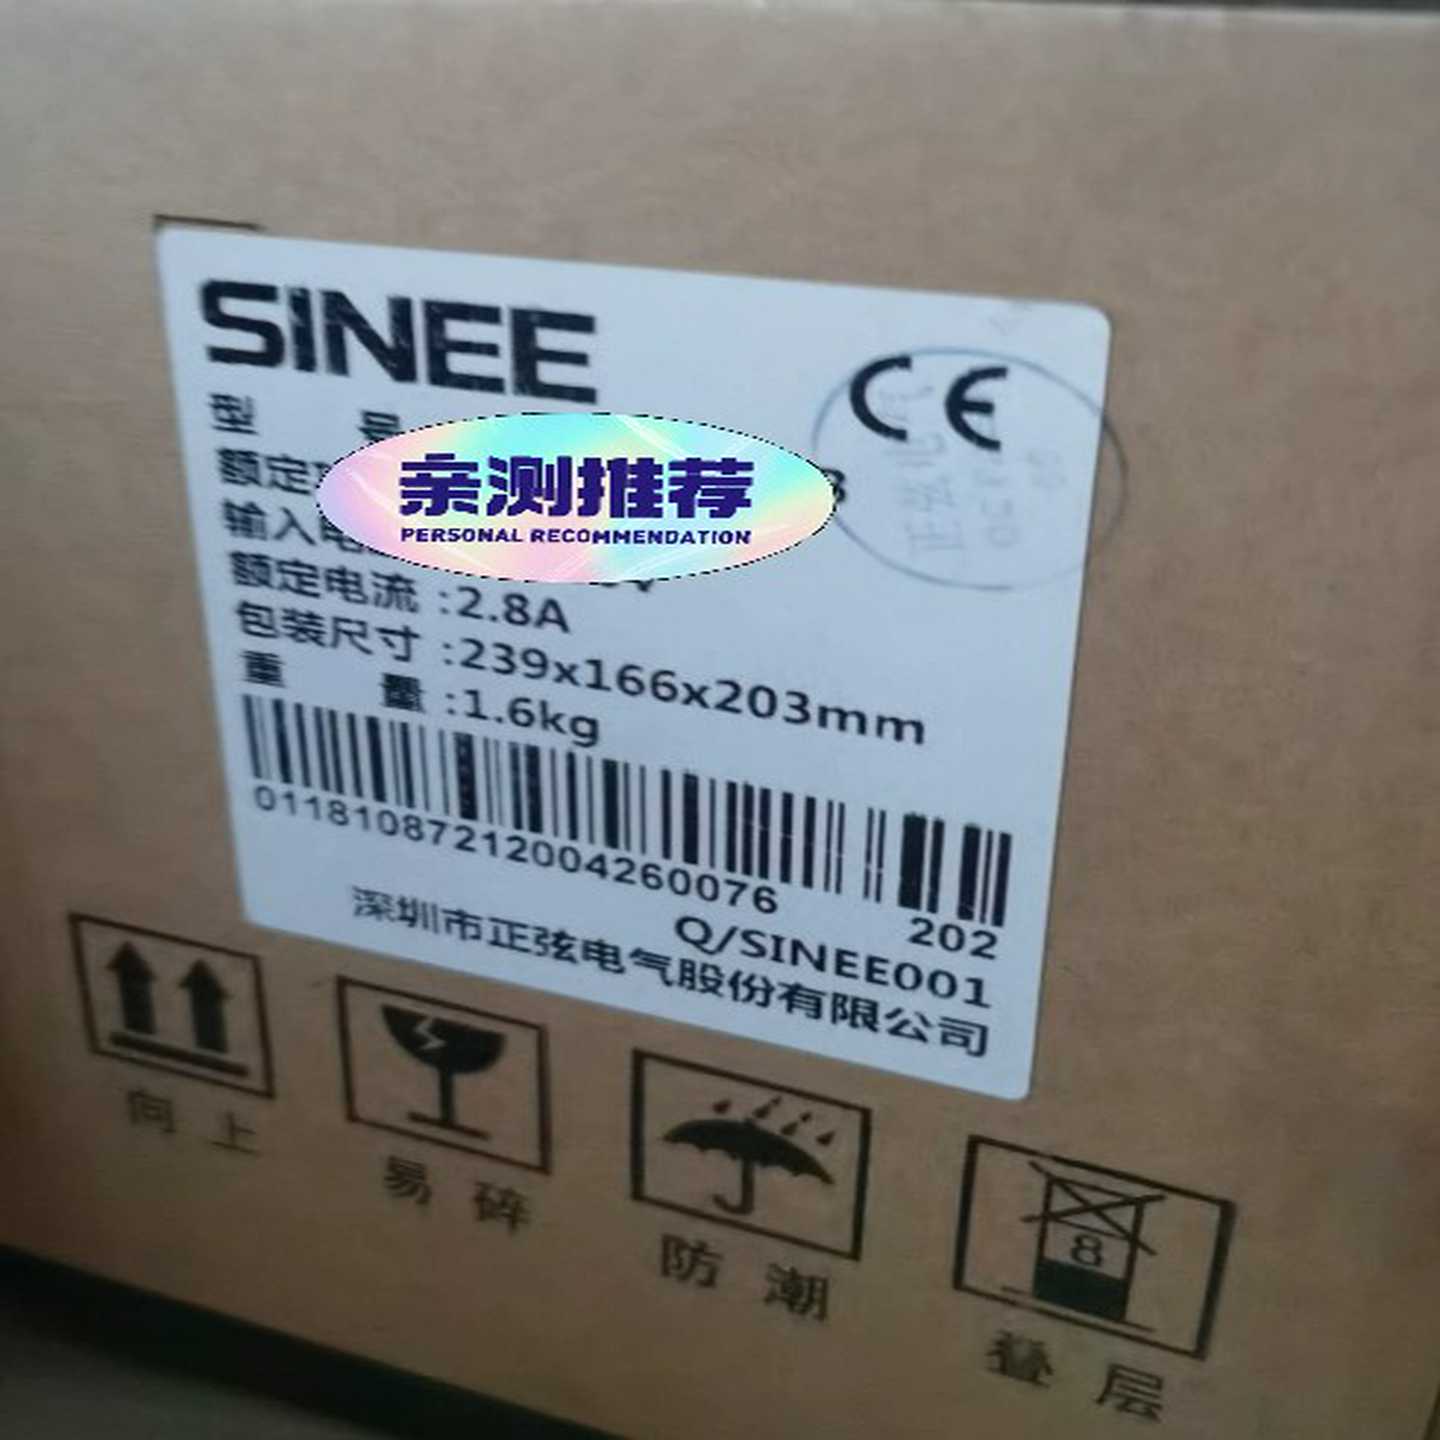 SINEE
CE
型 号
额定
亲测推荐
PERSONAL RECOMMENDATION
输入电
额定电流:2.8A
包装尺寸:239x166x203mm
重 量:1.6kg
01181087212004260076
202
Q/SINEE001
深圳市正弦电气股份有限公司
向上
易碎
防潮
8
叠层